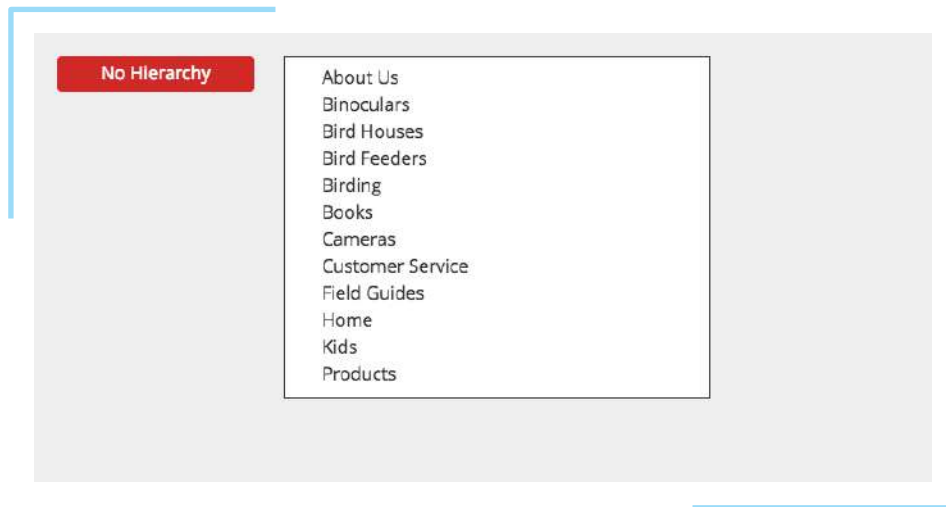 No Hierarchy
About Us
Binoculars
Bird Houses
Bird Feeders
Birding
Books
Cameras
Customer Service
Field Guides
Home
Kids
Products